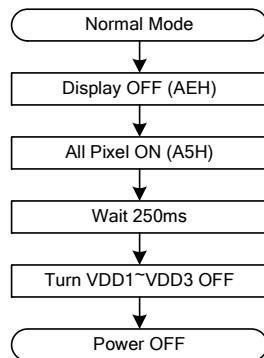 Normal Mode
Display OFF (AEH)
All Pixel ON (A5H)
Wait 250ms
Turn VDD1~VDD3 OFF
Power OFF